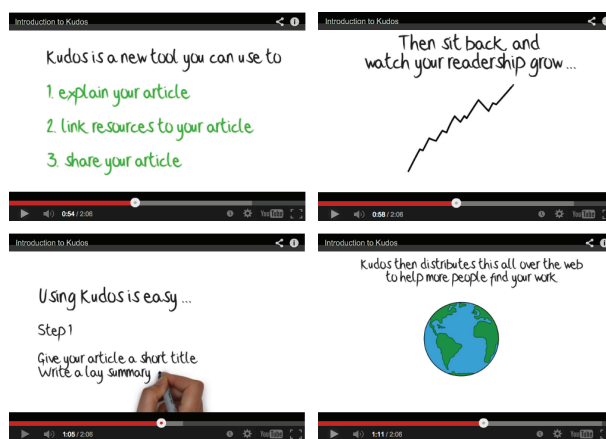 Introduction to Kudos
Kudos is a new tool you can use to
1. explain your article
2. link resources to your article
3. share your article
0:54 / 2:06
YouTube
Introduction to Kudos
Then sit back and
watch your readership grow...
0:58 / 2:06
YouTube
Introduction to Kudos
Using Kudos is easy ...
Step 1
Give your article a short title
Write a lay summary
1:05 / 2:06
YouTube
Introduction to Kudos
Kudos then distributes this all over the web
to help more people find your work
1:11 / 2:06
YouTube